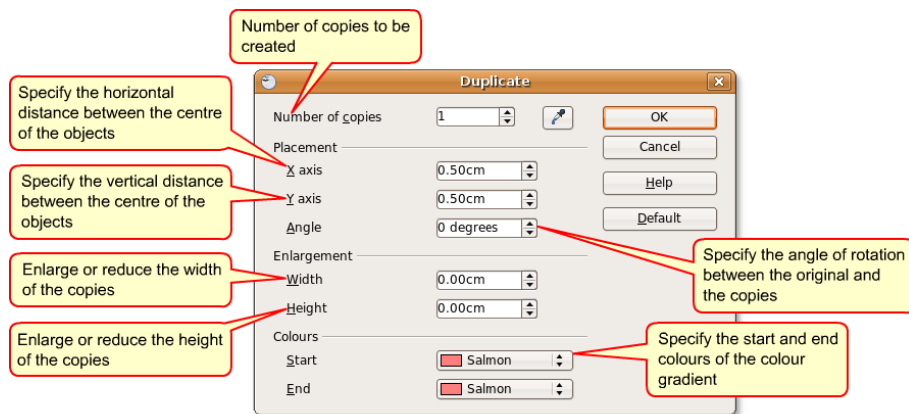 Number of copies to be
created
Specify the horizontal
distance between the centre
of the objects
Specify the vertical distance
between the centre of the
objects
Enlarge or reduce the width
of the copies
Enlarge or reduce the height
of the copies
Duplicate
Number of copies 1
OK
Placement
Cancel
X axis 0.50cm
Help
Y axis 0.50cm
Default
Angle 0 degrees
Enlargement
Width 0.00cm
Height 0.00cm
Colours
Start Salmon
End Salmon
Specify the angle of rotation
between the original and
the copies
Specify the start and end
colours of the colour
gradient